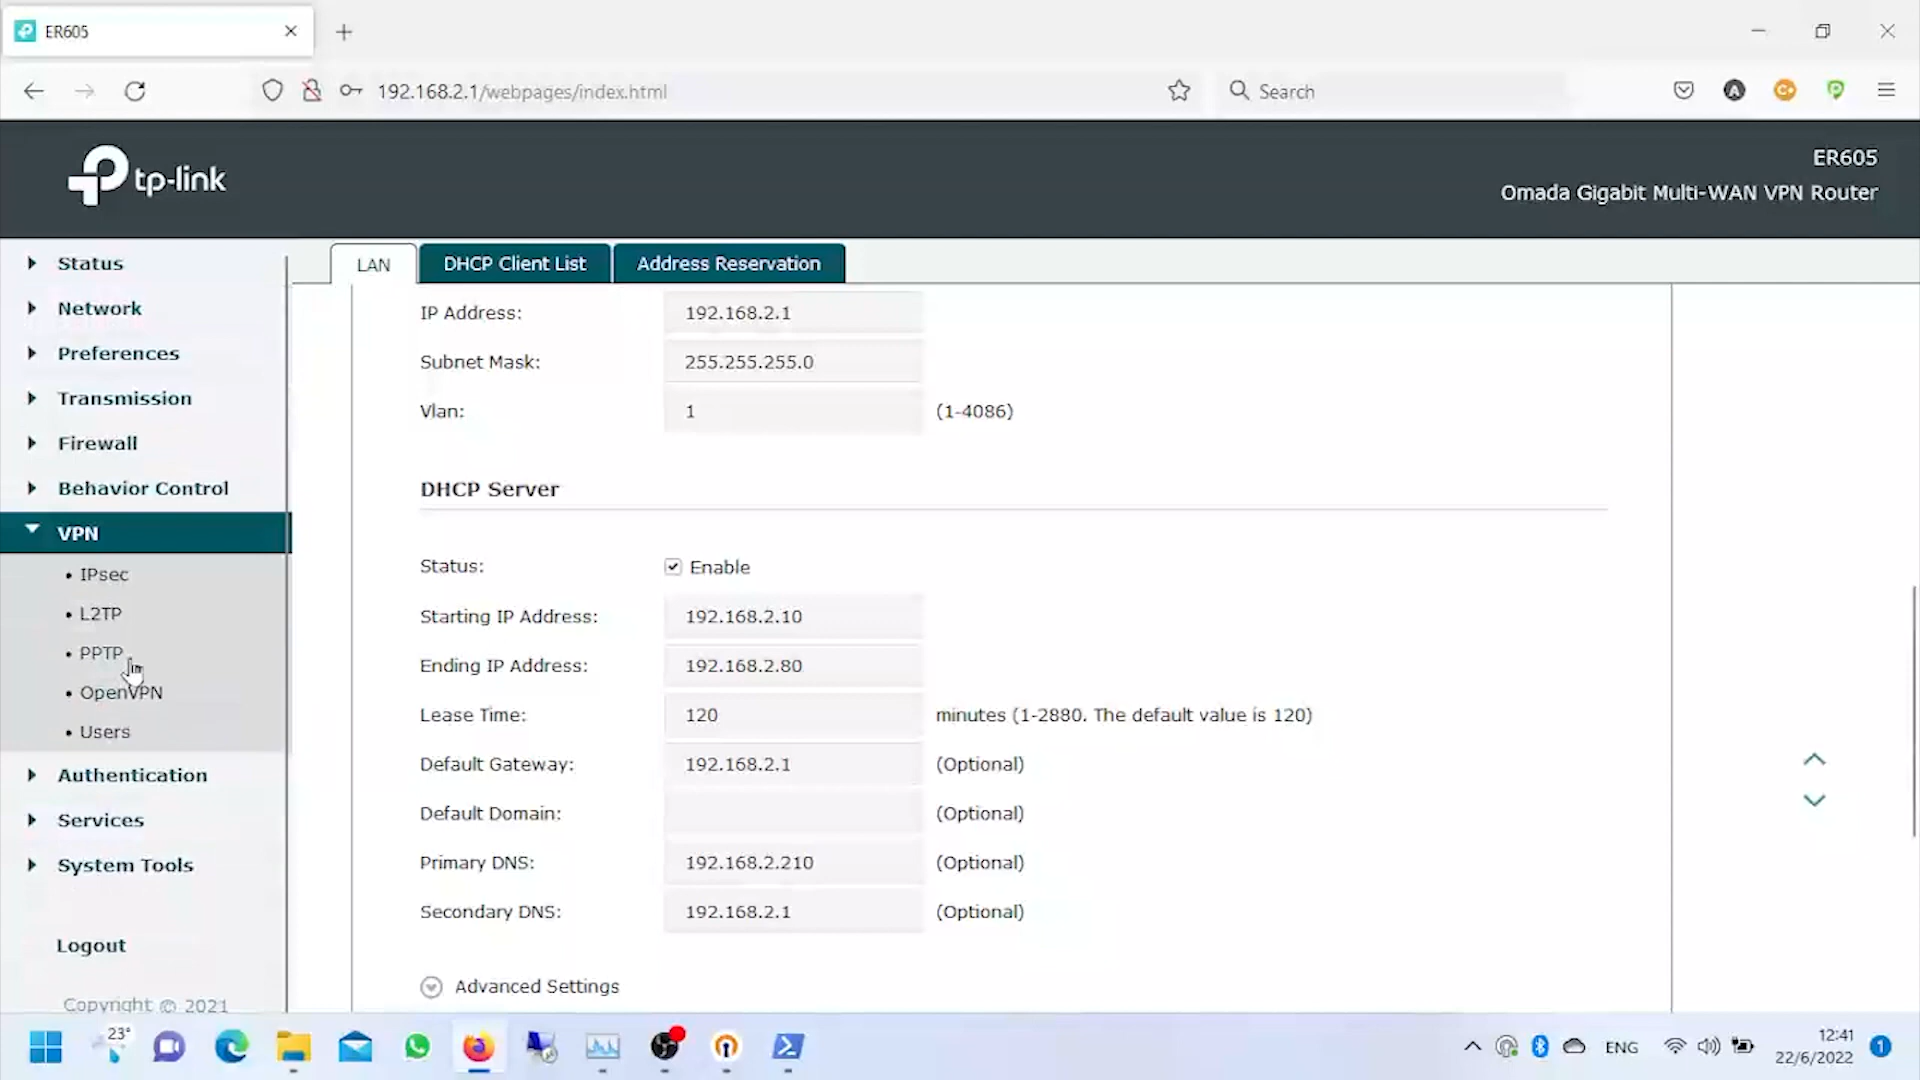 ER605
192.168.2.1/webpages/index.html
Search
tp-link
ER605
Omada Gigabit Multi-WAN VPN Router
Status
Network
Preferences
Transmission
Firewall
Behavior Control
VPN
IPsec
L2TP
PPTP
OpenVPN
Users
Authentication
Services
System Tools
Logout
Copyright © 2021
LAN
DHCP Client List
Address Reservation
IP Address: 192.168.2.1
Subnet Mask: 255.255.255.0
Vlan: 1 (1-4086)
DHCP Server
Status: Enable
Starting IP Address: 192.168.2.10
Ending IP Address: 192.168.2.80
Lease Time: 120 minutes (1-2880. The default value is 120)
Default Gateway: 192.168.2.1 (Optional)
Default Domain: (Optional)
Primary DNS: 192.168.2.210 (Optional)
Secondary DNS: 192.168.2.1 (Optional)
Advanced Settings
23°
ENG
12:41
22/6/2022
1